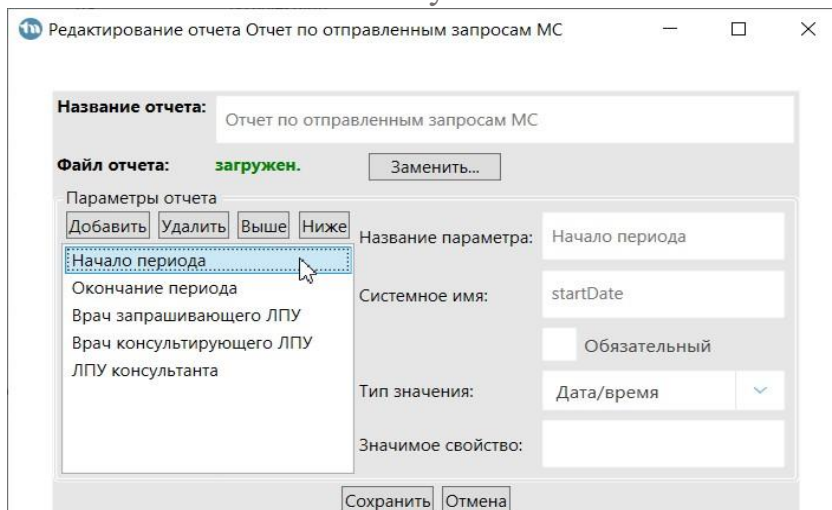 Редактирование отчета Отчет по отправленным запросам МС
Название отчета: Отчет по отправленным запросам МС
Файл отчета: загружен. Заменить...
Параметры отчета
Добавить Удалить Выше Ниже
Начало периода
Окончание периода
Врач запрашивающего ЛПУ
Врач консультирующего ЛПУ
ЛПУ консультанта
Название параметра: Начало периода
Системное имя: startDate
Обязательный
Тип значения: Дата/время
Значимое свойство:
Сохранить Отмена